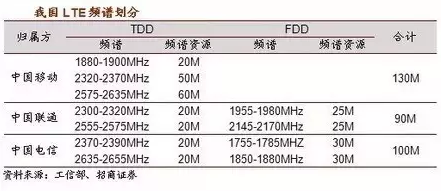 我国LTE频谱划分
归属方 TDD FDD 合计
频谱 频谱资源 频谱 频谱资源
中国移动 1880-1900MHz 20M 130M
2320-2370MHz 50M
2575-2635MHz 60M
中国联通 2300-2320MHz 20M 1955-1980MHz 25M 90M
2555-2575MHz 20M 2145-2170MHz 25M
中国电信 2370-2390MHz 20M 1755-1785MHZ 30M 100M
2635-2655MHz 20M 1850-1880MHz 30M
资料来源：工信部、招商证券